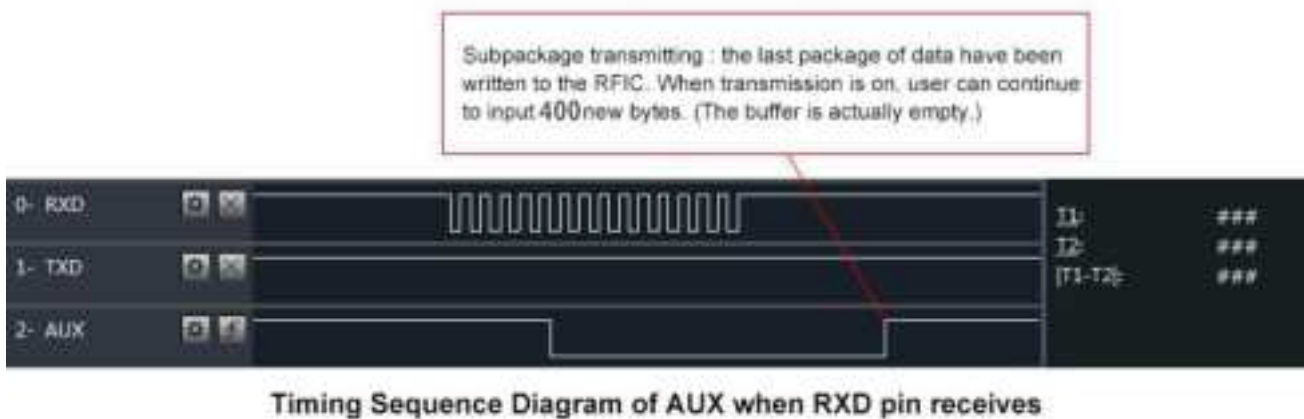 Subpackage transmitting : the last package of data have been
written to the RFIC. When transmission is on, user can continue
to input 400 new bytes. (The buffer is actually empty.)
0- RXD
T1: ###
T2: ###
1- TXD
|T1-T2|: ###
2- AUX
Timing Sequence Diagram of AUX when RXD pin receives